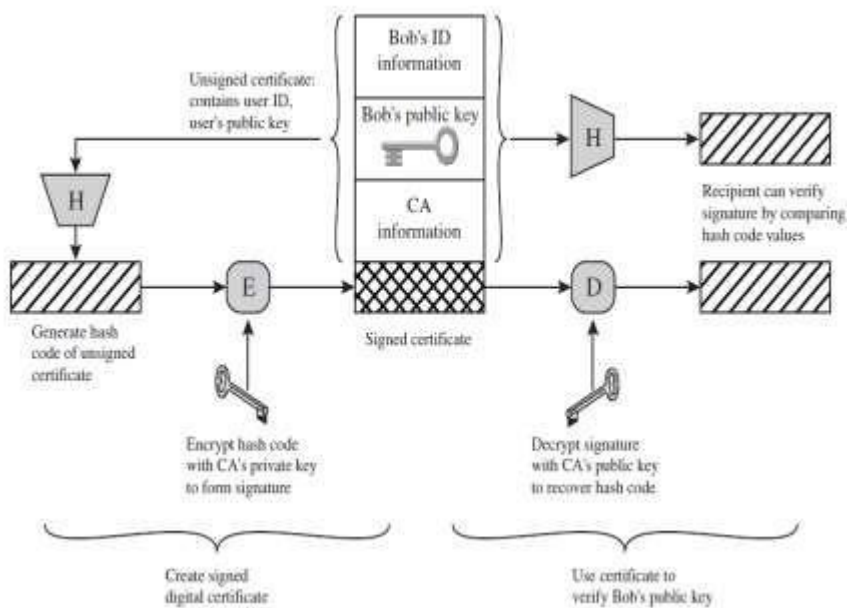 Bob's ID
information
Unsigned certificate:
contains user ID,
user's public key
Bob's public key
H
H
CA
information
Recipient can verify
signature by comparing
hash code values
E
D
Generate hash
code of unsigned
certificate
Signed certificate
Encrypt hash code
with CA's private key
to form signature
Decrypt signature
with CA's public key
to recover hash code
Create signed
digital certificate
Use certificate to
verify Bob's public key